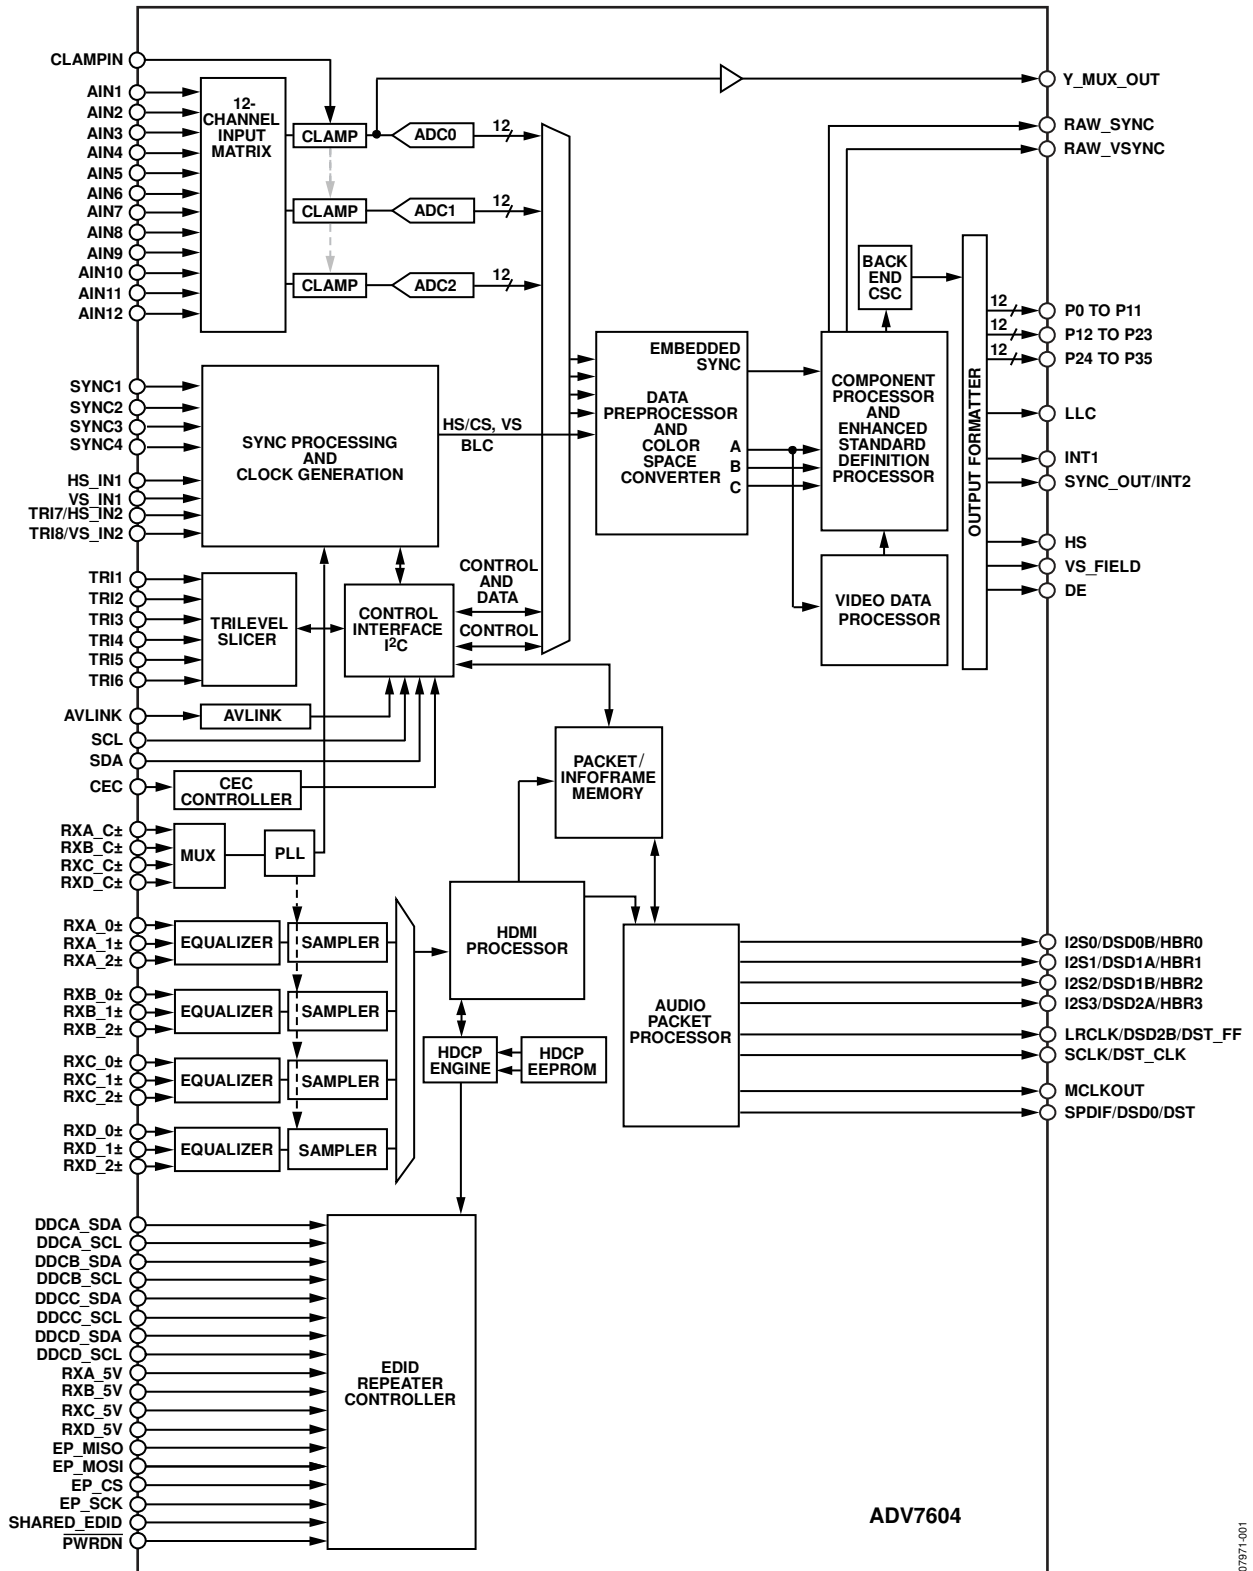 CLAMPIN
AIN1
AIN2
AIN3
AIN4
AIN5
AIN6
AIN7
AIN8
AIN9
AIN10
AIN11
AIN12
12-
CHANNEL
INPUT
MATRIX
CLAMP
ADC0
12
CLAMP
ADC1
12
CLAMP
ADC2
12
Y_MUX_OUT
RAW_SYNC
RAW_VSYNC
SYNC1
SYNC2
SYNC3
SYNC4
HS_IN1
VS_IN1
TRI7/HS_IN2
TRI8/VS_IN2
SYNC PROCESSING
AND
CLOCK GENERATION
HS/CS, VS
BLC
EMBEDDED
SYNC
DATA
PREPROCESSOR
AND
COLOR
SPACE
CONVERTER
A
B
C
BACK
END
CSC
COMPONENT
PROCESSOR
AND
ENHANCED
STANDARD
DEFINITION
PROCESSOR
VIDEO DATA
PROCESSOR
OUTPUT FORMATTER
12
P0 TO P11
12
P12 TO P23
12
P24 TO P35
LLC
INT1
SYNC_OUT/INT2
HS
VS_FIELD
DE
TRI1
TRI2
TRI3
TRI4
TRI5
TRI6
TRILEVEL
SLICER
CONTROL
INTERFACE
I2C
CONTROL
AND
DATA
CONTROL
AVLINK
AVLINK
SCL
SDA
CEC
CEC
CONTROLLER
RXA_C±
RXB_C±
RXC_C±
RXD_C±
MUX
PLL
PACKET/
INFOFRAME
MEMORY
RXA_0±
RXA_1±
RXA_2±
EQUALIZER
SAMPLER
RXB_0±
RXB_1±
RXB_2±
EQUALIZER
SAMPLER
RXC_0±
RXC_1±
RXC_2±
EQUALIZER
SAMPLER
RXD_0±
RXD_1±
RXD_2±
EQUALIZER
SAMPLER
HDMI
PROCESSOR
HDCP
ENGINE
HDCP
EEPROM
AUDIO
PACKET
PROCESSOR
I2S0/DSD0B/HBR0
I2S1/DSD1A/HBR1
I2S2/DSD1B/HBR2
I2S3/DSD2A/HBR3
LRCLK/DSD2B/DST_FF
SCLK/DST_CLK
MCLKOUT
SPDIF/DSD0/DST
DDCA_SDA
DDCA_SCL
DDCB_SDA
DDCB_SCL
DDCC_SDA
DDCC_SCL
DDCD_SDA
DDCD_SCL
RXA_5V
RXB_5V
RXC_5V
RXD_5V
EP_MISO
EP_MOSI
EP_CS
EP_SCK
SHARED_EDID
PWRDN
EDID
REPEATER
CONTROLLER
ADV7604
07971-001